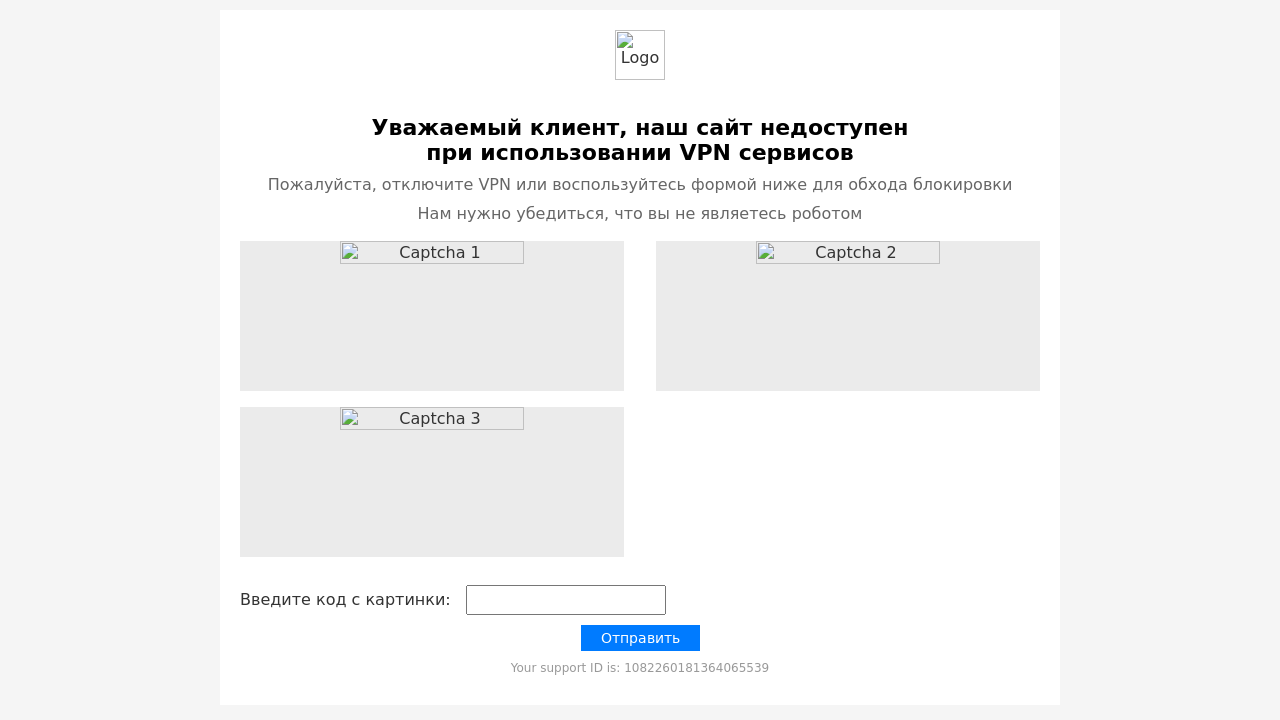 Logo
Уважаемый клиент, наш сайт недоступен
при использовании VPN сервисов
Пожалуйста, отключите VPN или воспользуйтесь формой ниже для обхода блокировки
Нам нужно убедиться, что вы не являетесь роботом
Captcha 1
Captcha 2
Captcha 3
Введите код с картинки:
Отправить
Your support ID is: 1082260181364065539